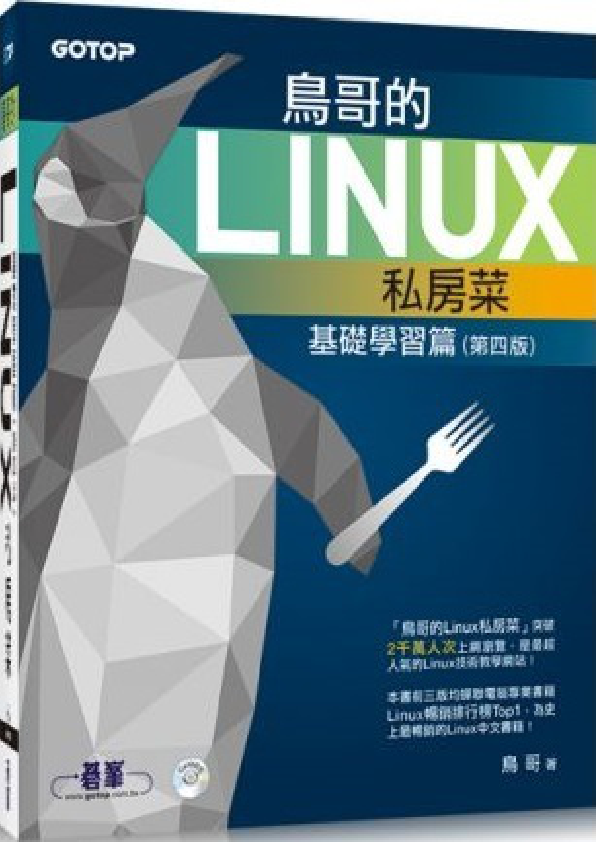 GOTOP
鳥哥的
LINUX
私房菜
基礎學習篇 (第四版)
「鳥哥的Linux私房菜」突破
2千萬人次上網瀏覽，是最超
人氣的Linux技術教學網站！
本書前三版均蟬聯電腦專業書籍
Linux暢銷排行榜Top1，為史
上最暢銷的Linux中文書籍！
鳥 哥 著
碁峯
www.gotop.com.tw